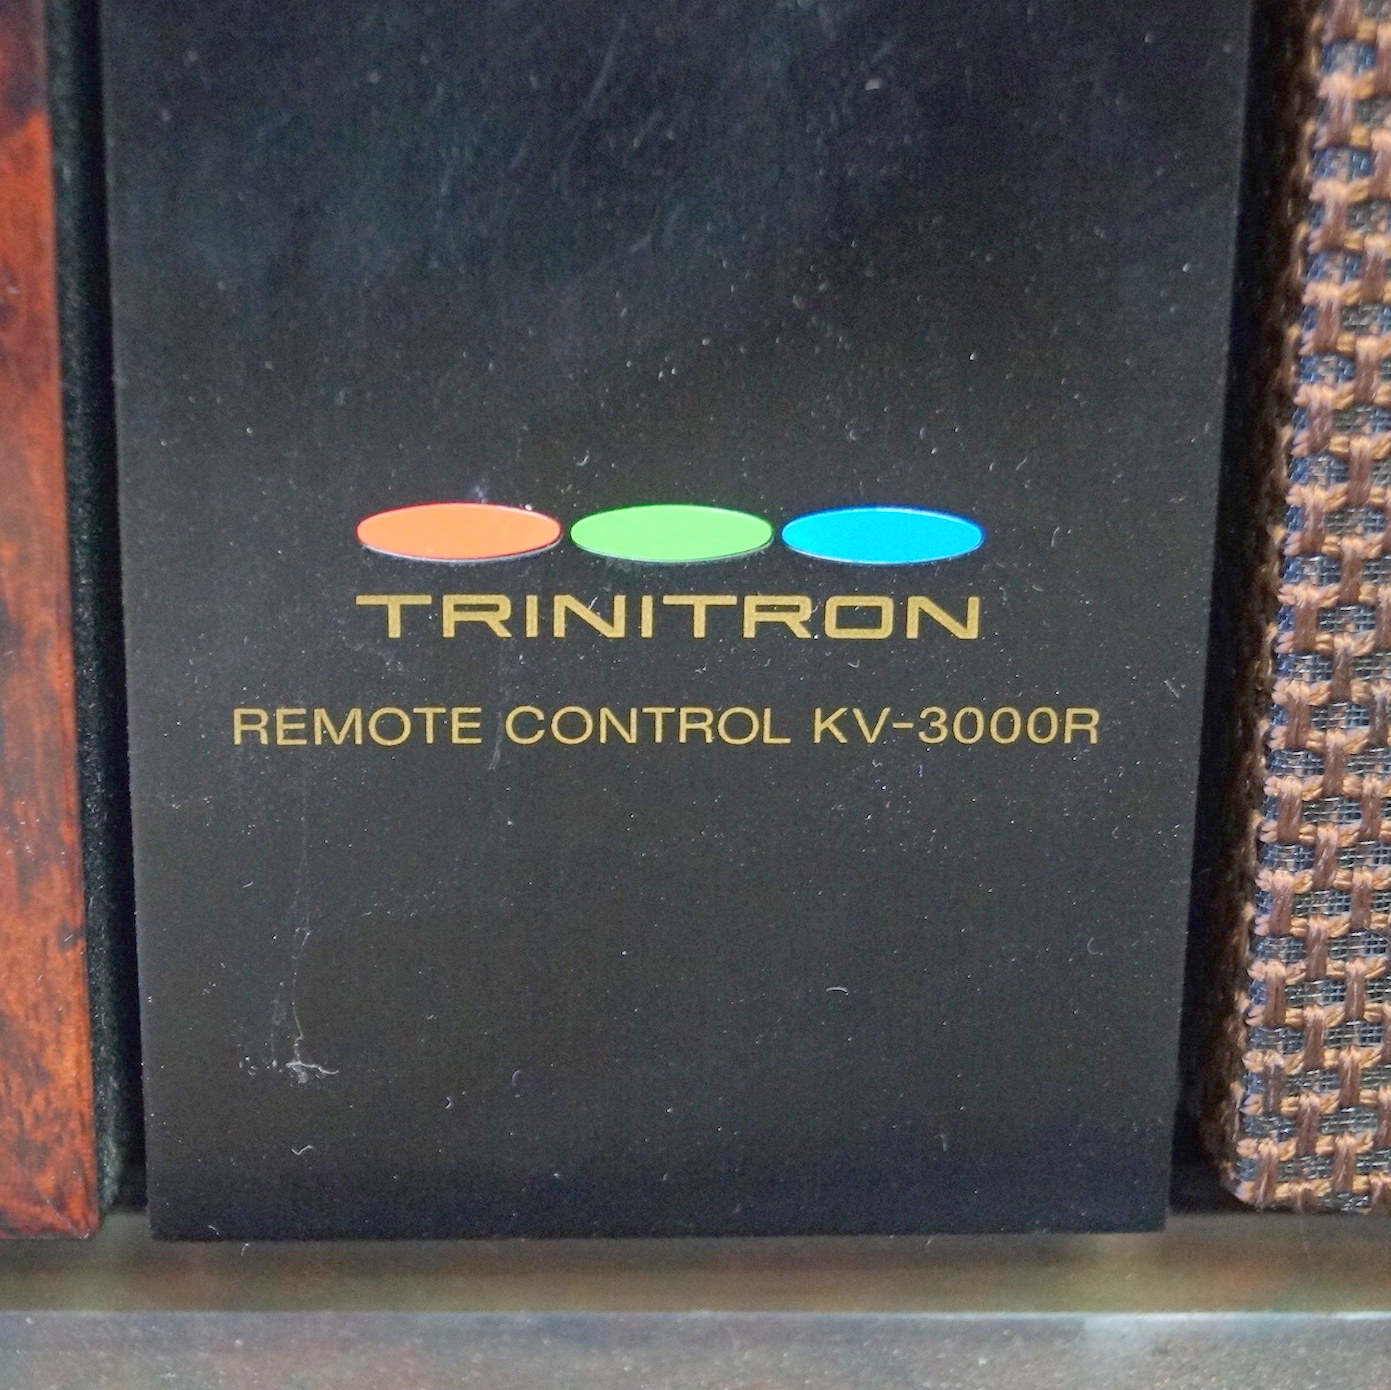 TRINITRON
REMOTE CONTROL KV-3000R